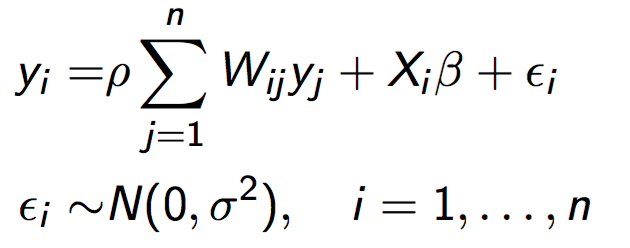 y_i = ρ ∑_{j=1}^{n} W_{ij} y_j + X_i β + ϵ_i
ϵ_i ~ N(0, σ^2), i = 1, . . . , n